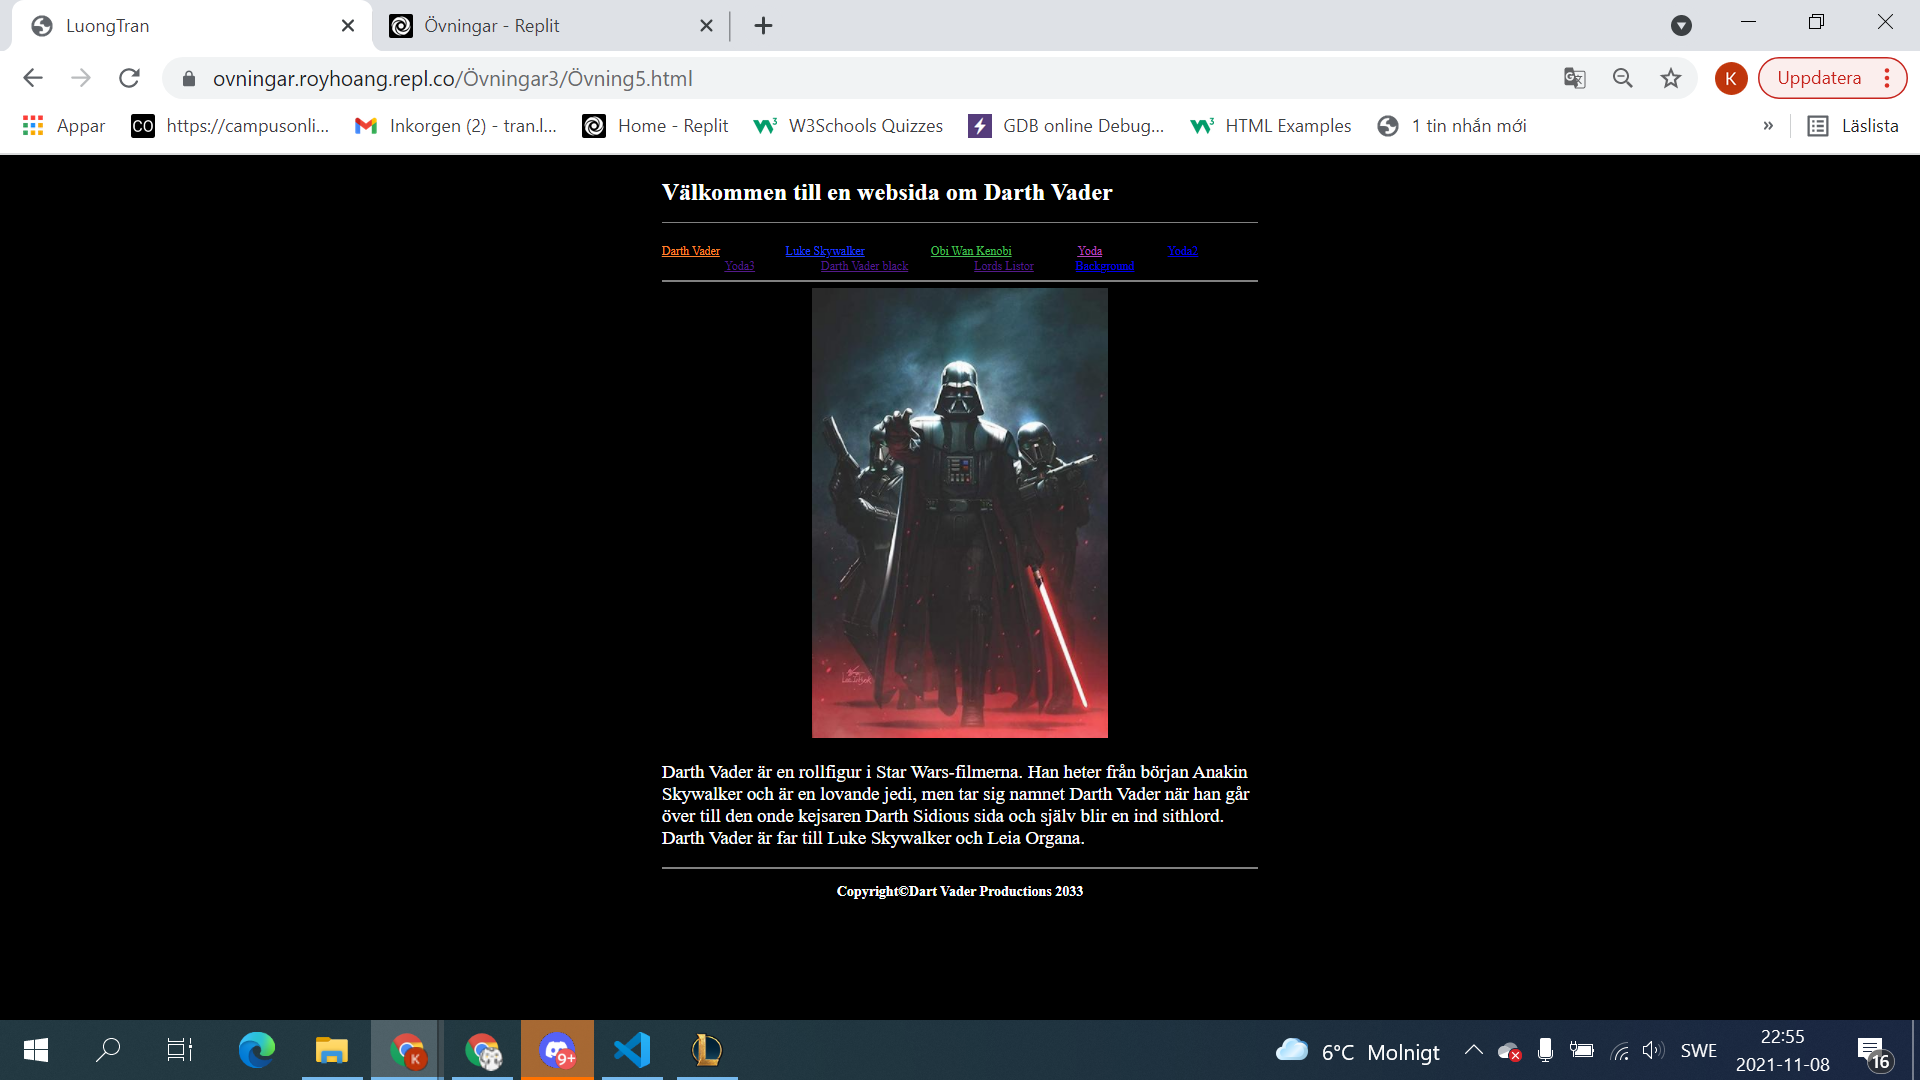 LuongTran
Övningar - Replit
ovningar.royhoang.repl.co/Övningar3/Övning5.html
K
Uppdatera
Appar
CO
https://campusonli...
Inkorgen (2) - tran.l...
Home - Replit
W3Schools Quizzes
GDB online Debug...
HTML Examples
1 tin nhắn mới
»
Läslista
Välkommen till en websida om Darth Vader
Darth Vader Luke Skywalker Obi Wan Kenobi Yoda Yoda2
Yoda3 Darth Vader black Lords Listor Background
Darth Vader är en rollfigur i Star Wars-filmerna. Han heter från början Anakin
Skywalker och är en lovande jedi, men tar sig namnet Darth Vader när han går
över till den onde kejsaren Darth Sidious sida och själv blir en ind sithlord.
Darth Vader är far till Luke Skywalker och Leia Organa.
Copyright©Dart Vader Productions 2033
K
9+
6°C Molnigt
SWE
22:55
2021-11-08
16